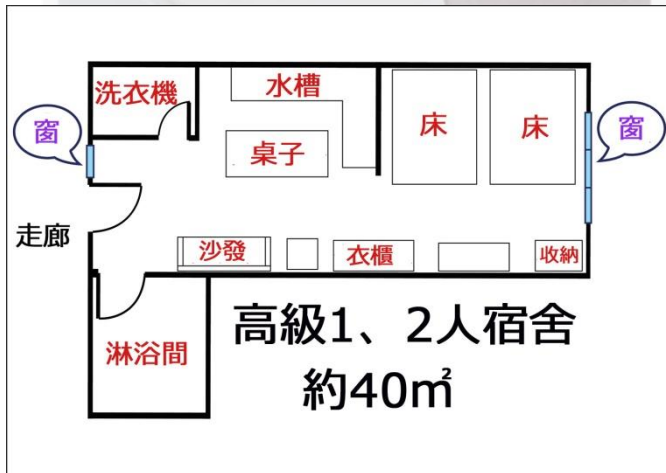 洗衣機
水槽
床
床
窗
窗
桌子
走廊
沙發
衣櫃
收納
淋浴間
高級1、2人宿舍
約40㎡